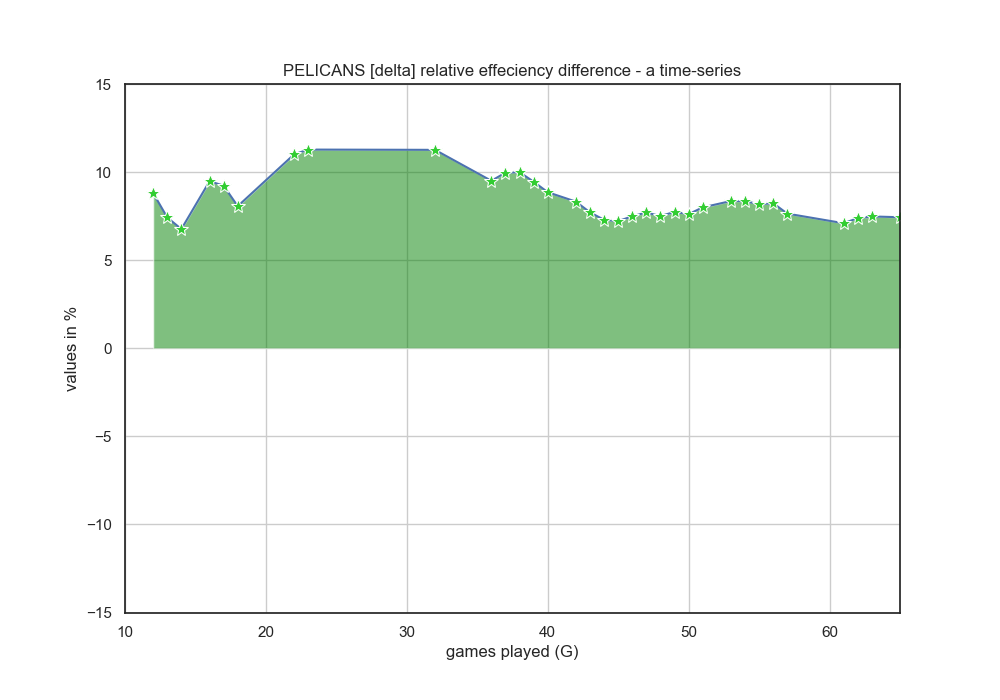 PELICANS [delta] relative effeciency difference - a time-series
15
10
5
0
−5
−10
−15
values in %
10 20 30 40 50 60
games played (G)